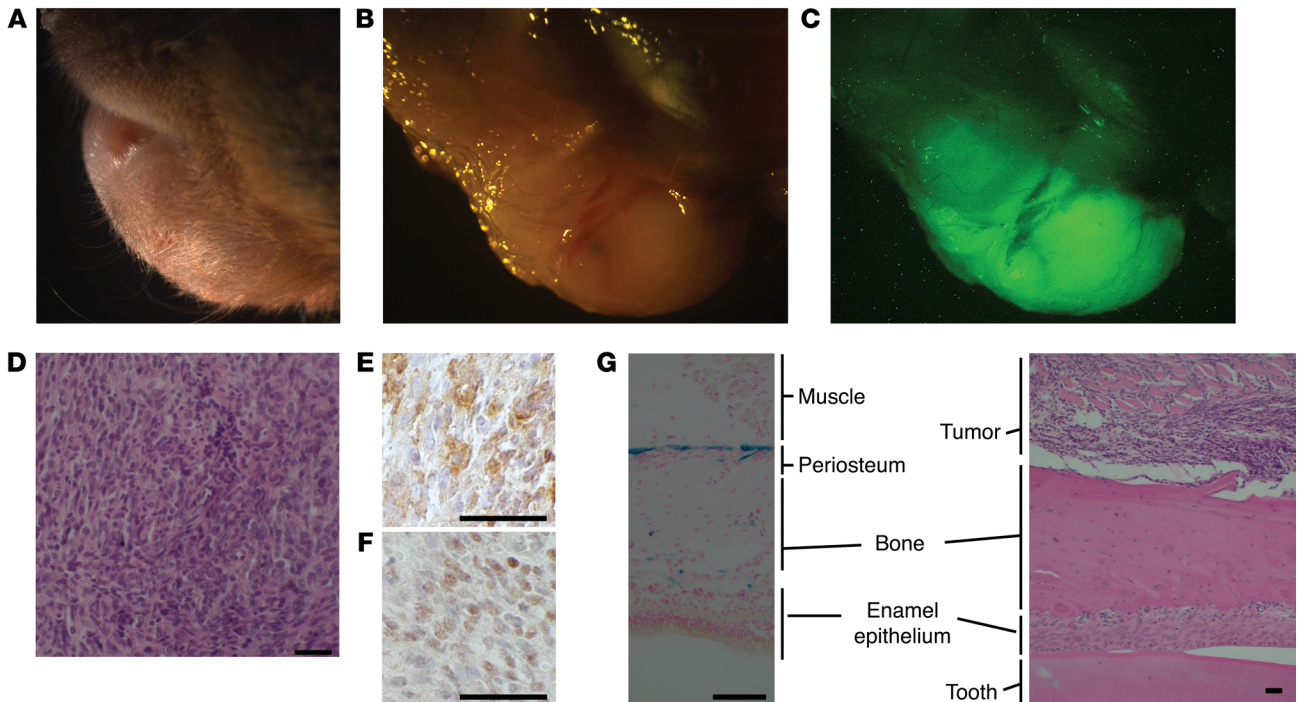 A
B
C
D
E
F
G
Muscle
Periosteum
Bone
Enamel
epithelium
Tumor
Tooth